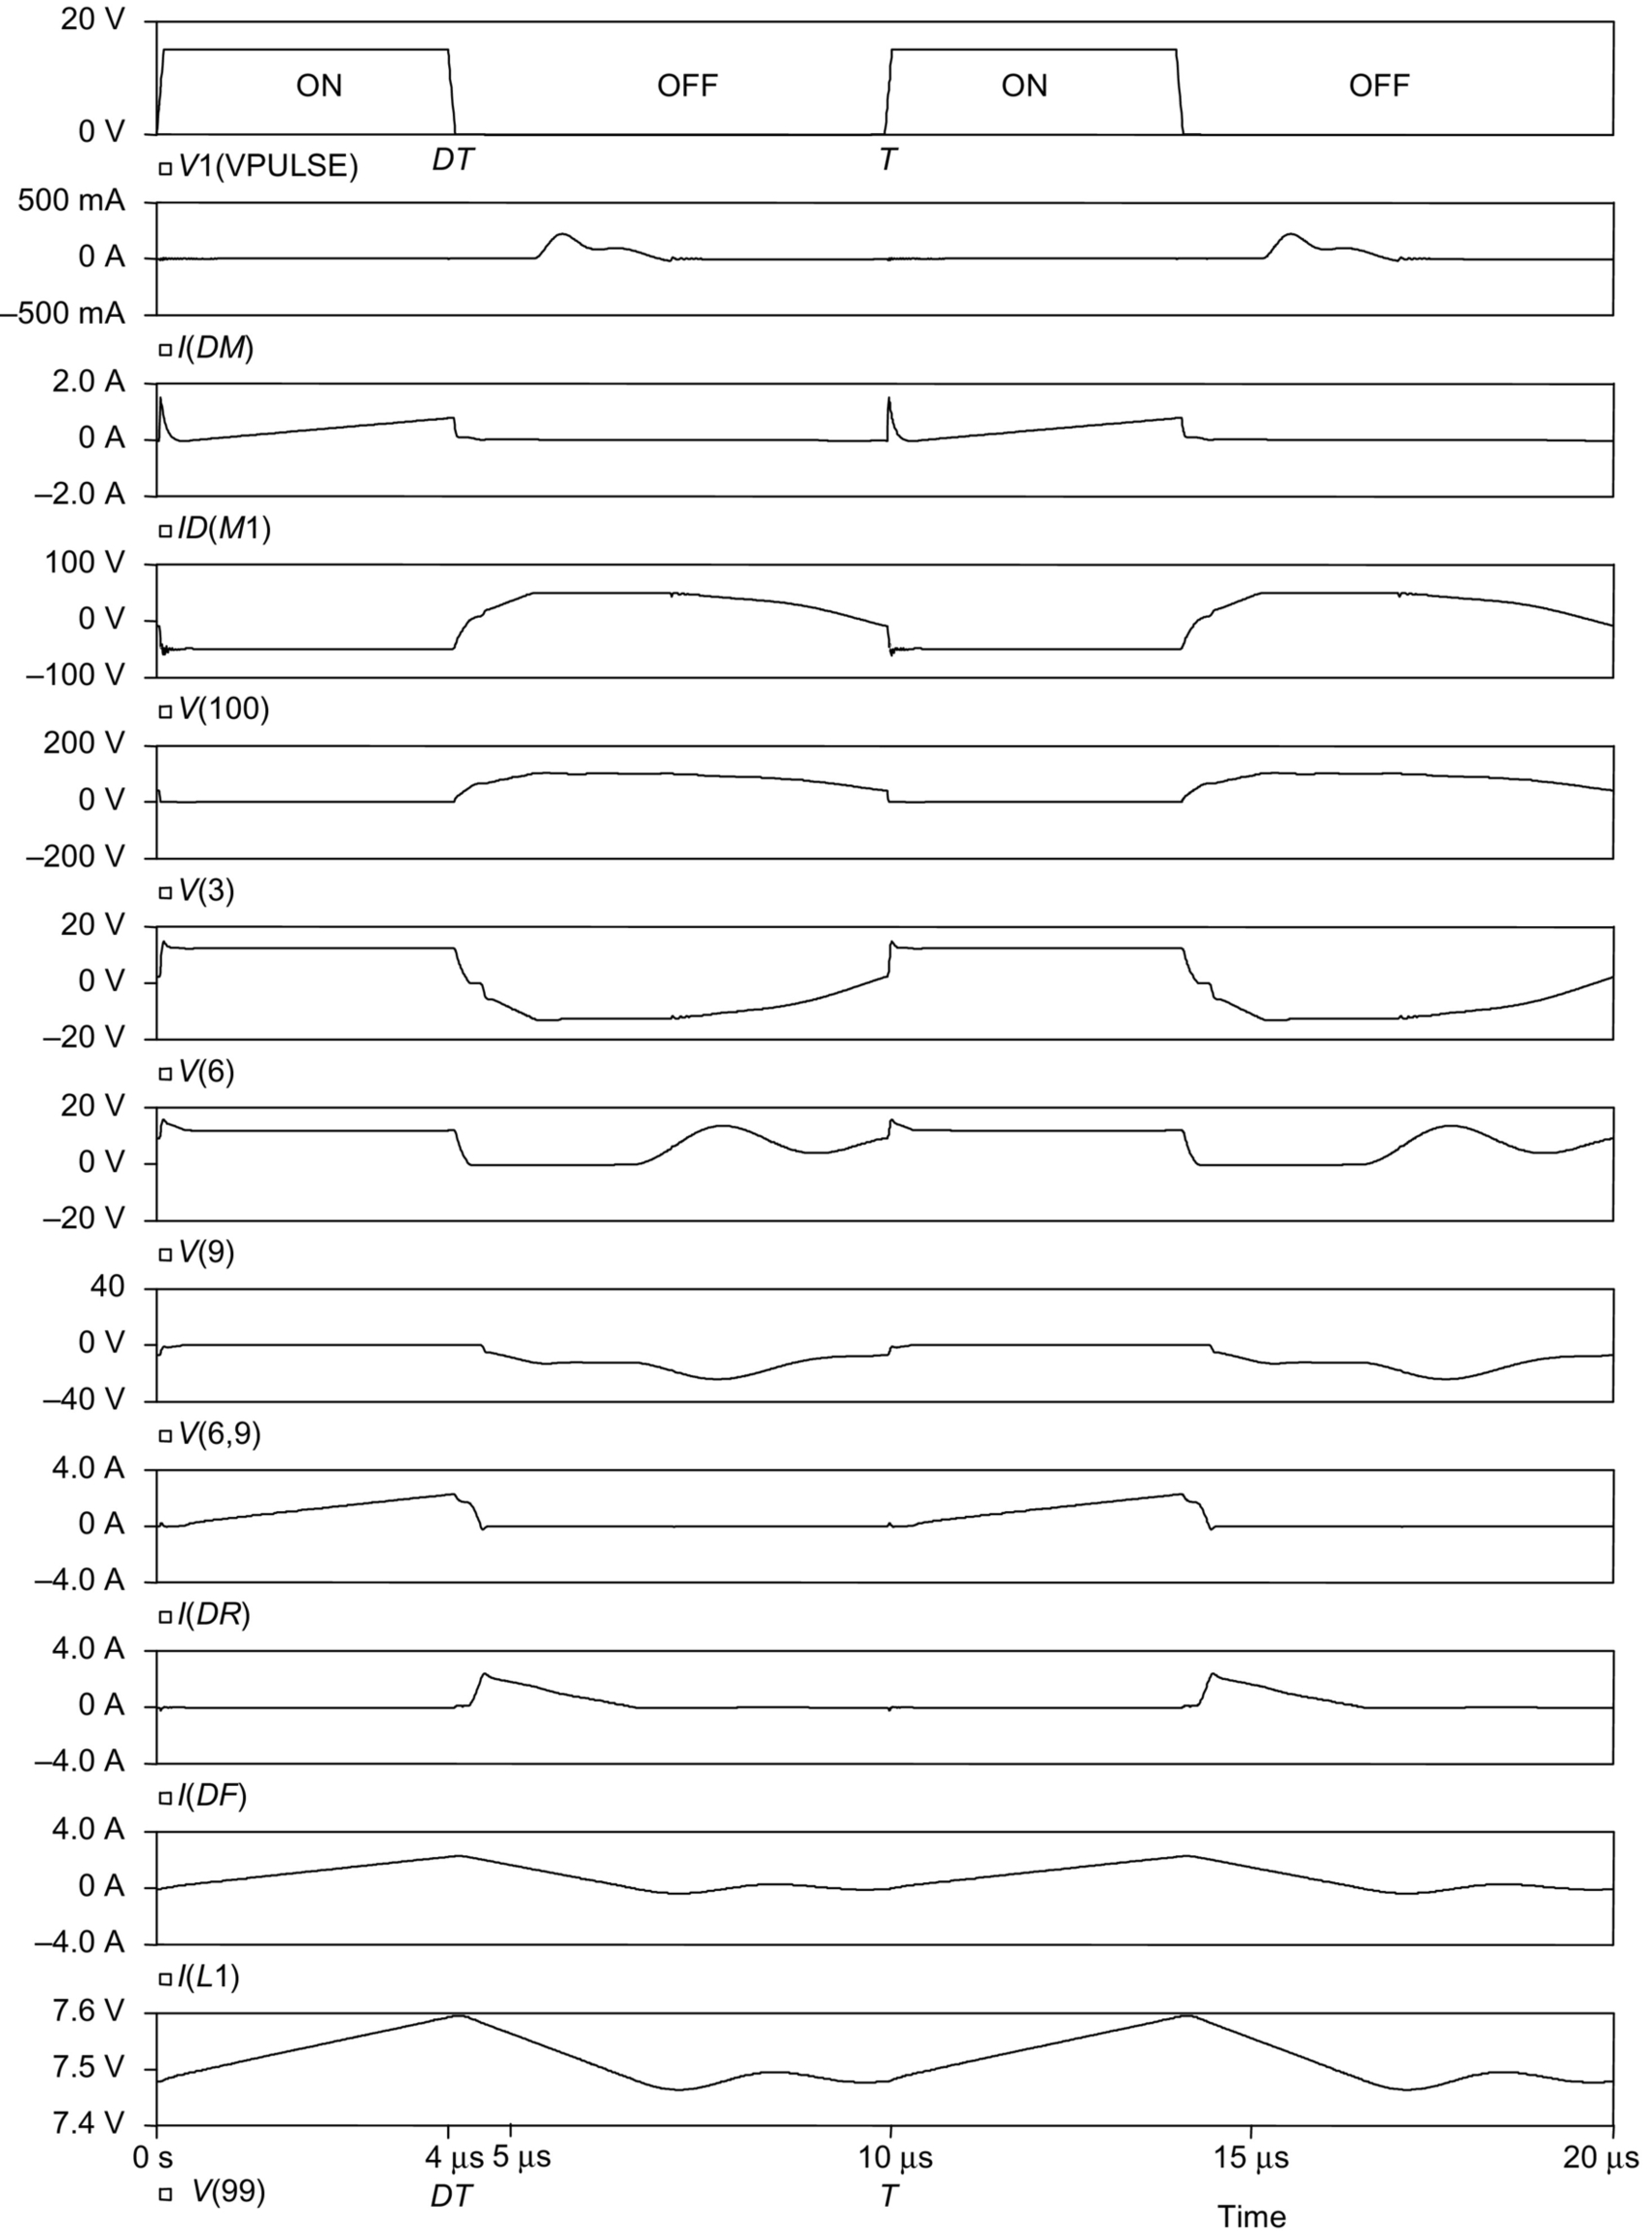 20 V
ON OFF ON OFF
0 V
DT T
V1(VPULSE)
500 mA
0 A
–500 mA
I(DM)
2.0 A
0 A
–2.0 A
ID(M1)
100 V
0 V
–100 V
V(100)
200 V
0 V
–200 V
V(3)
20 V
0 V
–20 V
V(6)
20 V
0 V
–20 V
V(9)
40
0 V
–40 V
V(6,9)
4.0 A
0 A
–4.0 A
I(DR)
4.0 A
0 A
–4.0 A
I(DF)
4.0 A
0 A
–4.0 A
I(L1)
7.6 V
7.5 V
7.4 V
0 s 4 μs 5 μs 10 μs 15 μs 20 μs
V(99) DT T Time